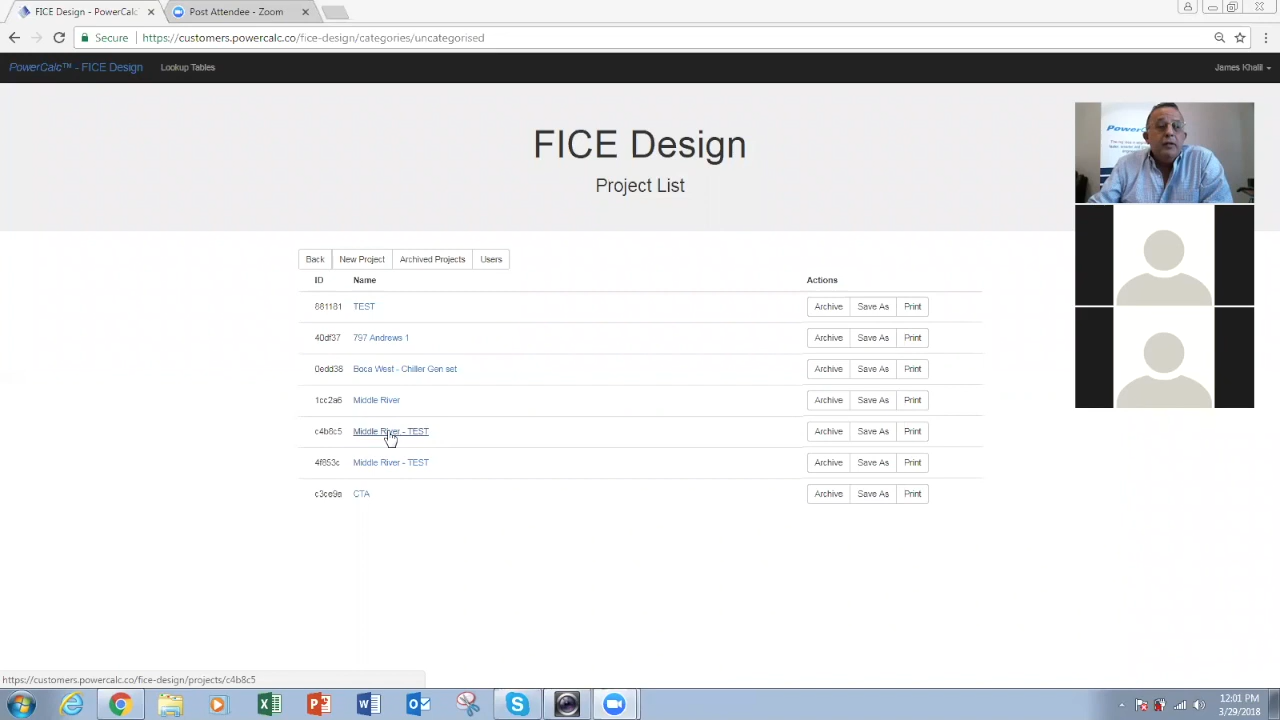 FICE Design - PowerCalc
Post Attendee - Zoom
Secure
https://customers.powercalc.co/fice-design/categories/uncategorised
PowerCalc™ - FICE Design
Lookup Tables
James Khalil
FICE Design
Project List
Back New Project Archived Projects Users
ID Name Actions
881181 TEST Archive Save As Print
40df37 797 Andrews 1 Archive Save As Print
0edd38 Boca West - Chiller Gen set Archive Save As Print
1cc2a6 Middle River Archive Save As Print
c4b8c5 Middle River - TEST Archive Save As Print
4f853c Middle River - TEST Archive Save As Print
c3ce9a CTA Archive Save As Print
https://customers.powercalc.co/fice-design/projects/c4b8c5
12:01 PM
3/29/2018